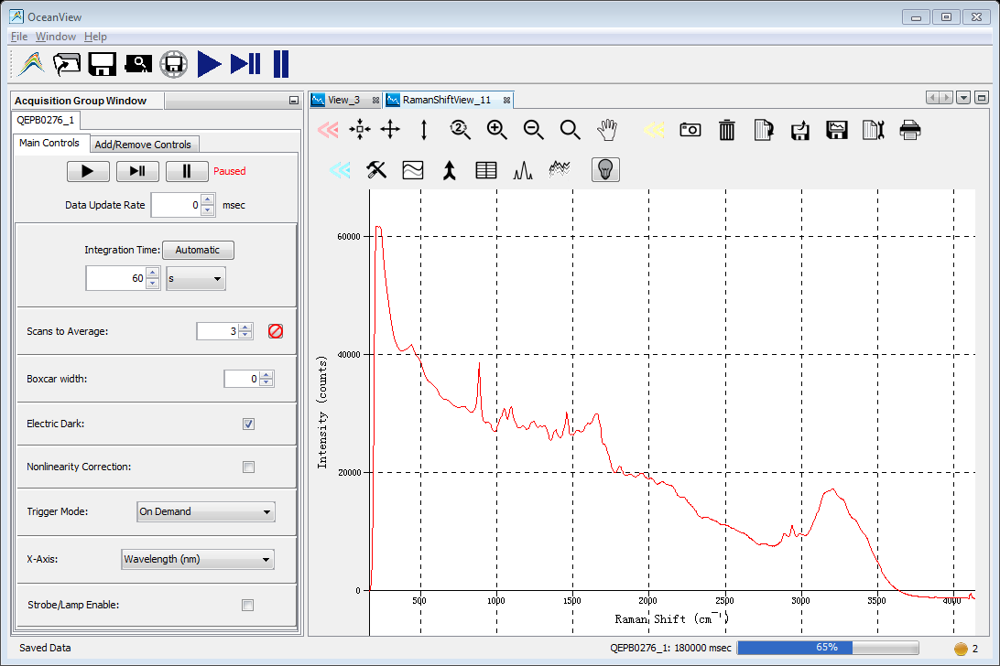 OceanView
File Window Help
Acquisition Group Window
QEPB0276_1
Main Controls Add/Remove Controls
Paused
Data Update Rate 0 msec
Integration Time: Automatic
60 s
Scans to Average: 3
Boxcar width: 0
Electric Dark:
Nonlinearity Correction:
Trigger Mode: On Demand
X-Axis: Wavelength (nm)
Strobe/Lamp Enable:
View_3 RamanShiftView_11
2
60000
40000
20000
0
Intensity (counts)
500 1000 1500 2000 2500 3000 3500 4000
Raman Shift (cm⁻¹)
Saved Data
QEPB0276_1: 180000 msec 65% 2